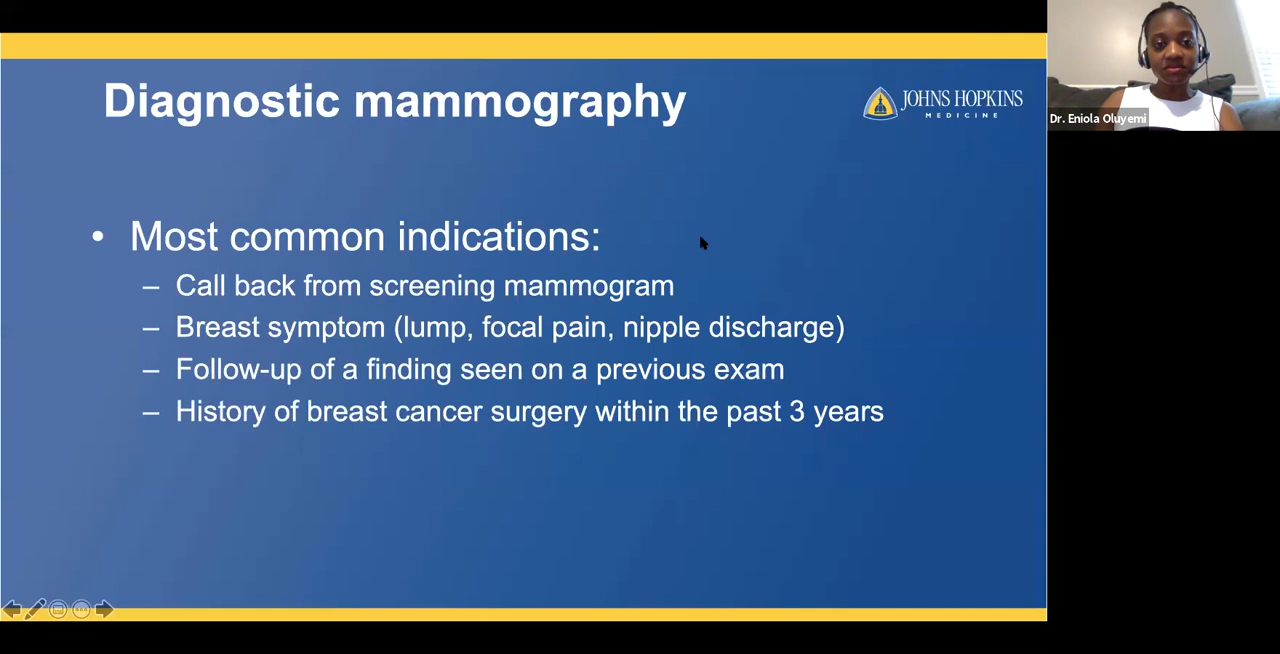 Diagnostic mammography
JOHNS HOPKINS
MEDICINE
Dr. Eniola Oluyemi
• Most common indications:
– Call back from screening mammogram
– Breast symptom (lump, focal pain, nipple discharge)
– Follow-up of a finding seen on a previous exam
– History of breast cancer surgery within the past 3 years